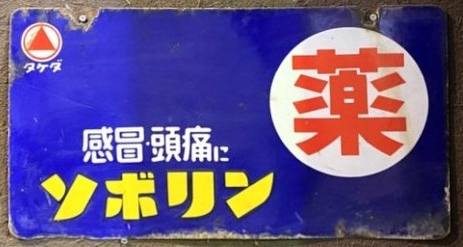 タケダ
薬
感冒・頭痛に
ソボリン